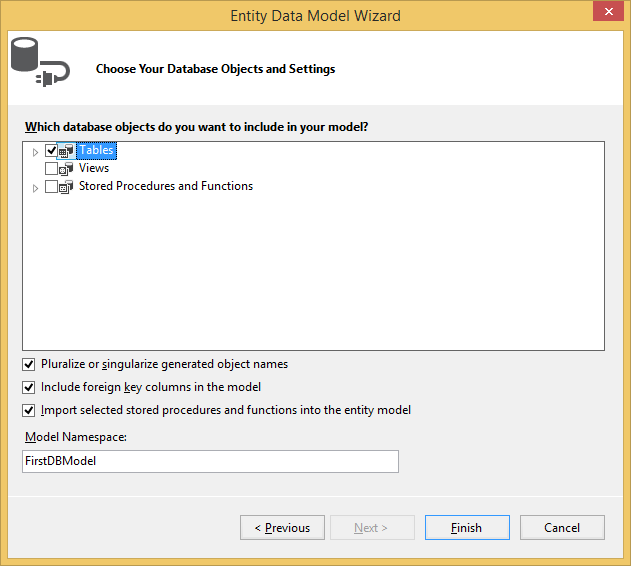 Entity Data Model Wizard
Choose Your Database Objects and Settings
Which database objects do you want to include in your model?
Tables
Views
Stored Procedures and Functions
Pluralize or singularize generated object names
Include foreign key columns in the model
Import selected stored procedures and functions into the entity model
Model Namespace:
FirstDBModel
< Previous
Next >
Finish
Cancel